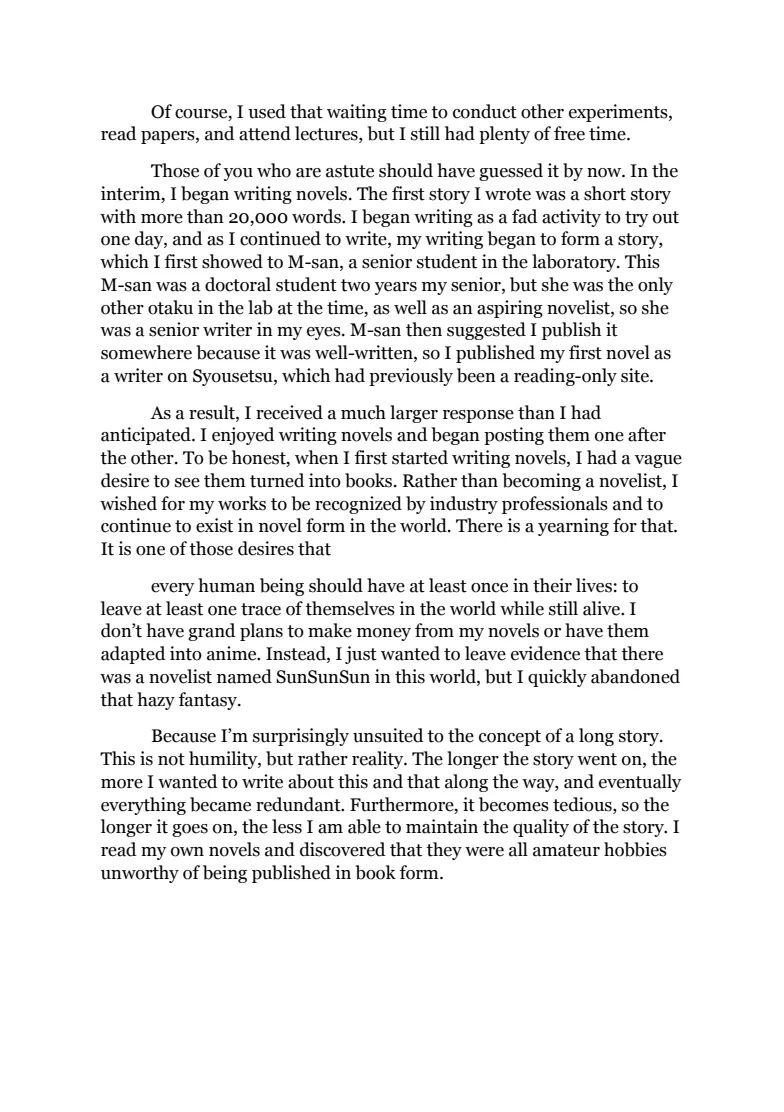 Of course, I used that waiting time to conduct other experiments,
read papers, and attend lectures, but I still had plenty of free time.
Those of you who are astute should have guessed it by now. In the
interim, I began writing novels. The first story I wrote was a short story
with more than 20,000 words. I began writing as a fad activity to try out
one day, and as I continued to write, my writing began to form a story,
which I first showed to M-san, a senior student in the laboratory. This
M-san was a doctoral student two years my senior, but she was the only
other otaku in the lab at the time, as well as an aspiring novelist, so she
was a senior writer in my eyes. M-san then suggested I publish it
somewhere because it was well-written, so I published my first novel as
a writer on Syousetsu, which had previously been a reading-only site.
As a result, I received a much larger response than I had
anticipated. I enjoyed writing novels and began posting them one after
the other. To be honest, when I first started writing novels, I had a vague
desire to see them turned into books. Rather than becoming a novelist, I
wished for my works to be recognized by industry professionals and to
continue to exist in novel form in the world. There is a yearning for that.
It is one of those desires that
every human being should have at least once in their lives: to
leave at least one trace of themselves in the world while still alive. I
don’t have grand plans to make money from my novels or have them
adapted into anime. Instead, I just wanted to leave evidence that there
was a novelist named SunSunSun in this world, but I quickly abandoned
that hazy fantasy.
Because I’m surprisingly unsuited to the concept of a long story.
This is not humility, but rather reality. The longer the story went on, the
more I wanted to write about this and that along the way, and eventually
everything became redundant. Furthermore, it becomes tedious, so the
longer it goes on, the less I am able to maintain the quality of the story. I
read my own novels and discovered that they were all amateur hobbies
unworthy of being published in book form.